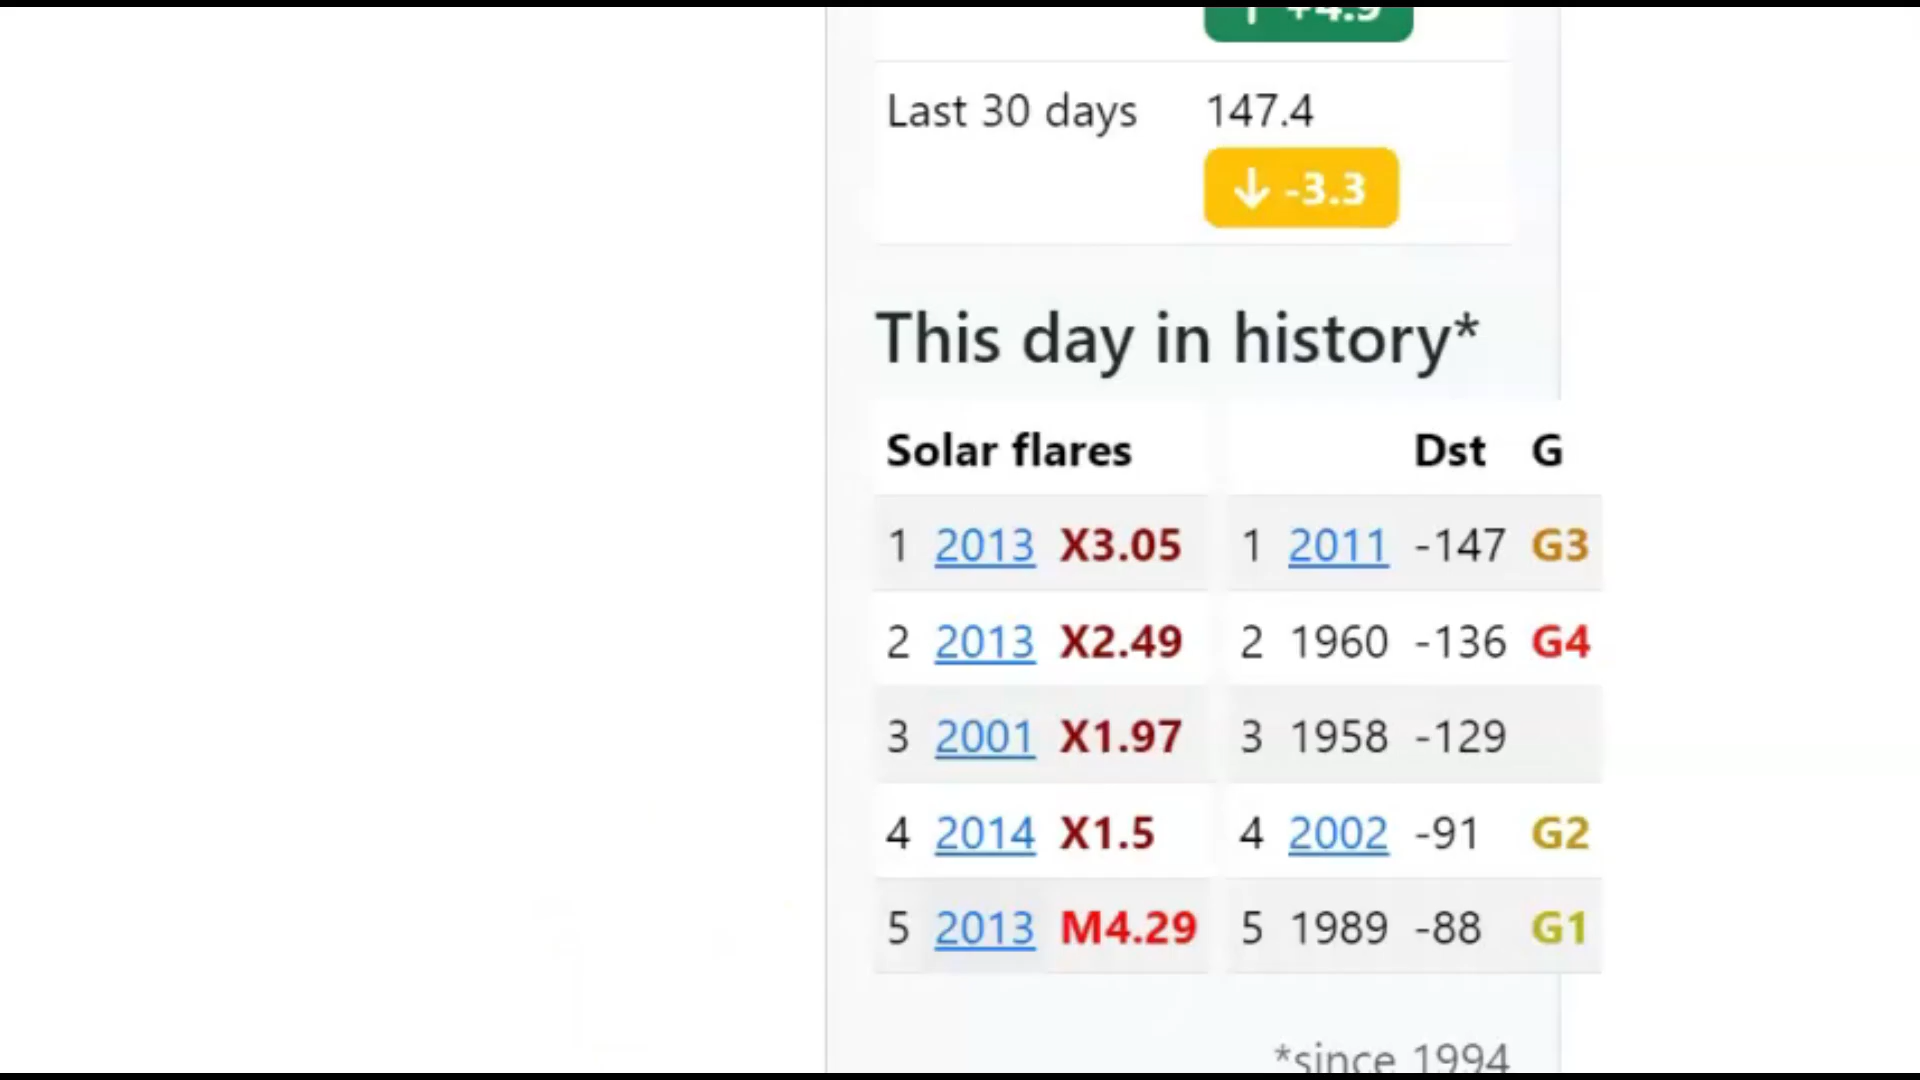 +4.9
Last 30 days 147.4
↓ -3.3
This day in history*
Solar flares Dst G
1 2013 X3.05 1 2011 -147 G3
2 2013 X2.49 2 1960 -136 G4
3 2001 X1.97 3 1958 -129
4 2014 X1.5 4 2002 -91 G2
5 2013 M4.29 5 1989 -88 G1
*since 1994